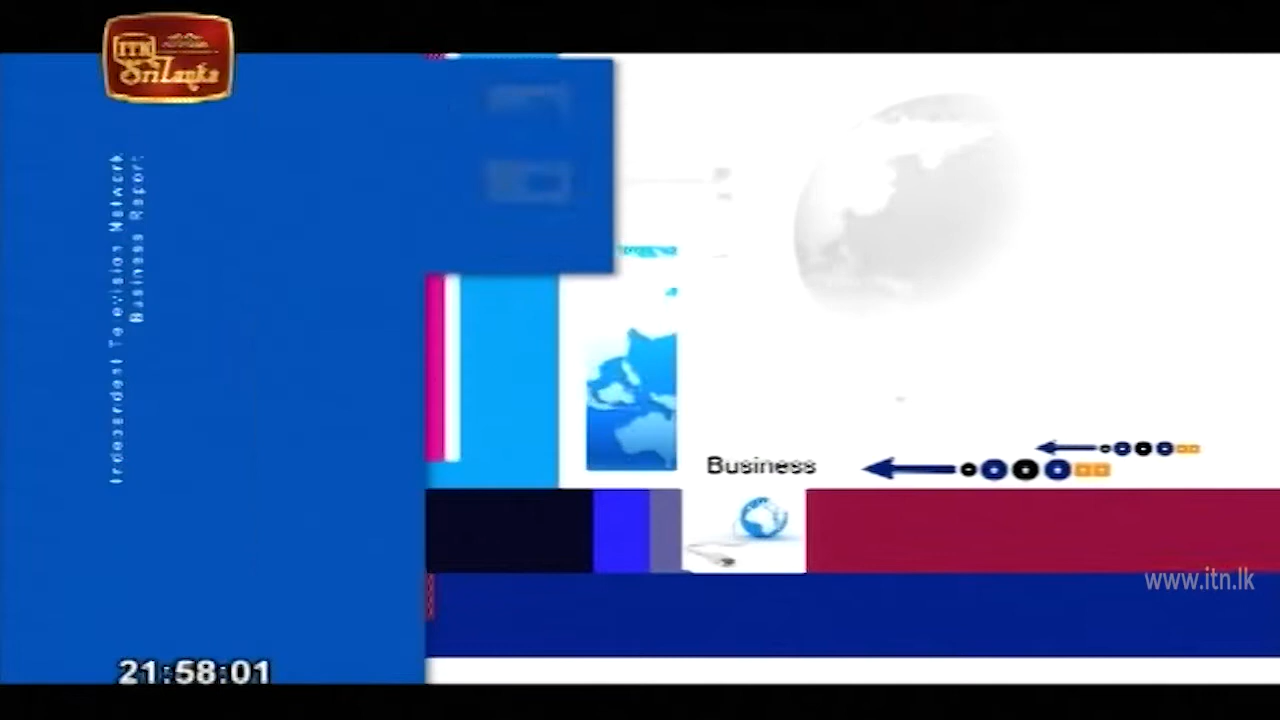 ITN
Sri Lanka
Independent Television Network
Business Report
Business
www.itn.lk
21:58:01